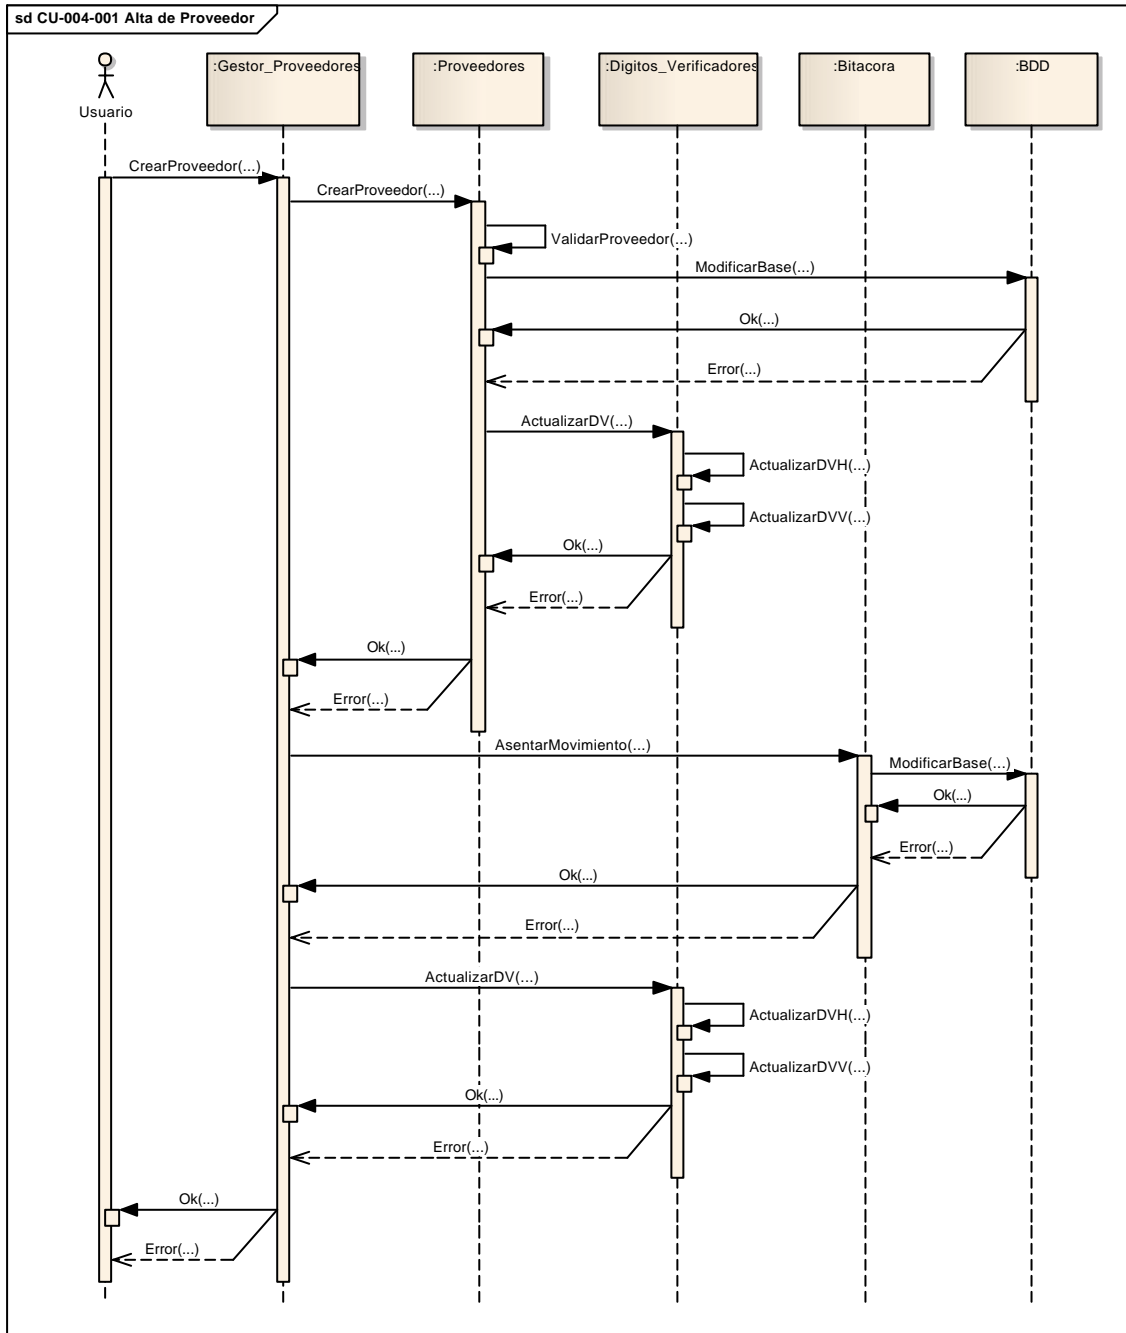 sd CU-004-001 Alta de Proveedor
Usuario
:Gestor_Proveedores
:Proveedores
:Digitos_Verificadores
:Bitacora
:BDD
CrearProveedor(...)
CrearProveedor(...)
ValidarProveedor(...)
ModificarBase(...)
Ok(...)
Error(...)
ActualizarDV(...)
ActualizarDVH(...)
ActualizarDVV(...)
Ok(...)
Error(...)
Ok(...)
Error(...)
AsentarMovimiento(...)
ModificarBase(...)
Ok(...)
Error(...)
Ok(...)
Error(...)
ActualizarDV(...)
ActualizarDVH(...)
ActualizarDVV(...)
Ok(...)
Error(...)
Ok(...)
Error(...)